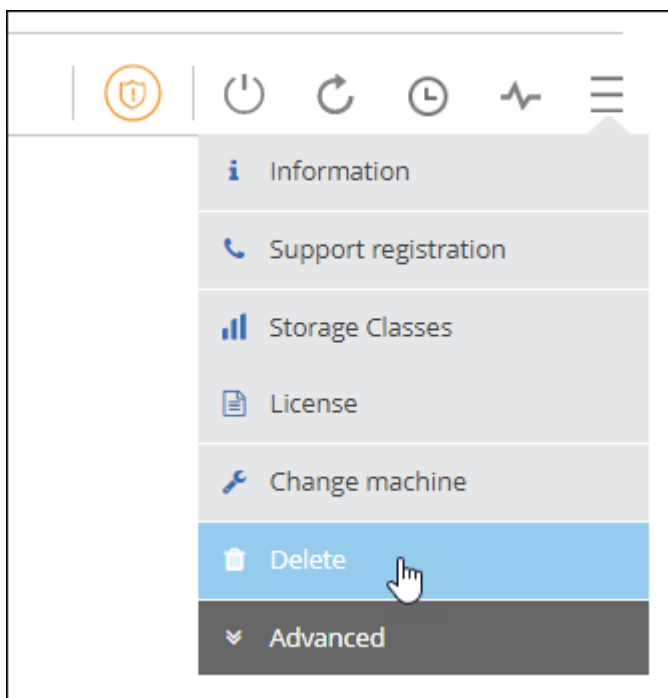 Information
Support registration
Storage Classes
License
Change machine
Delete
Advanced